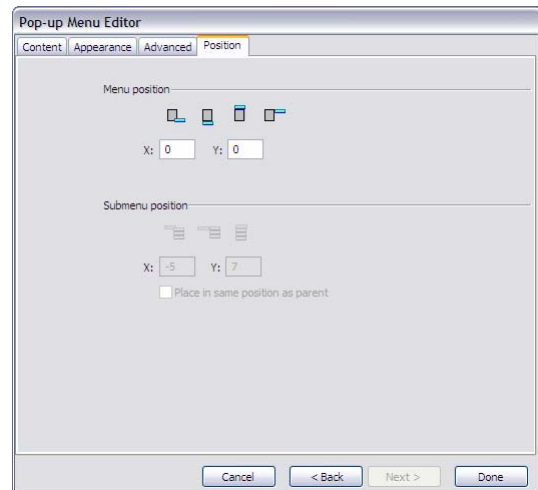 Pop-up Menu Editor
Content Appearance Advanced Position
Menu position
X: 0 Y: 0
Submenu position
X: -5 Y: 7
Place in same position as parent
Cancel < Back Next > Done